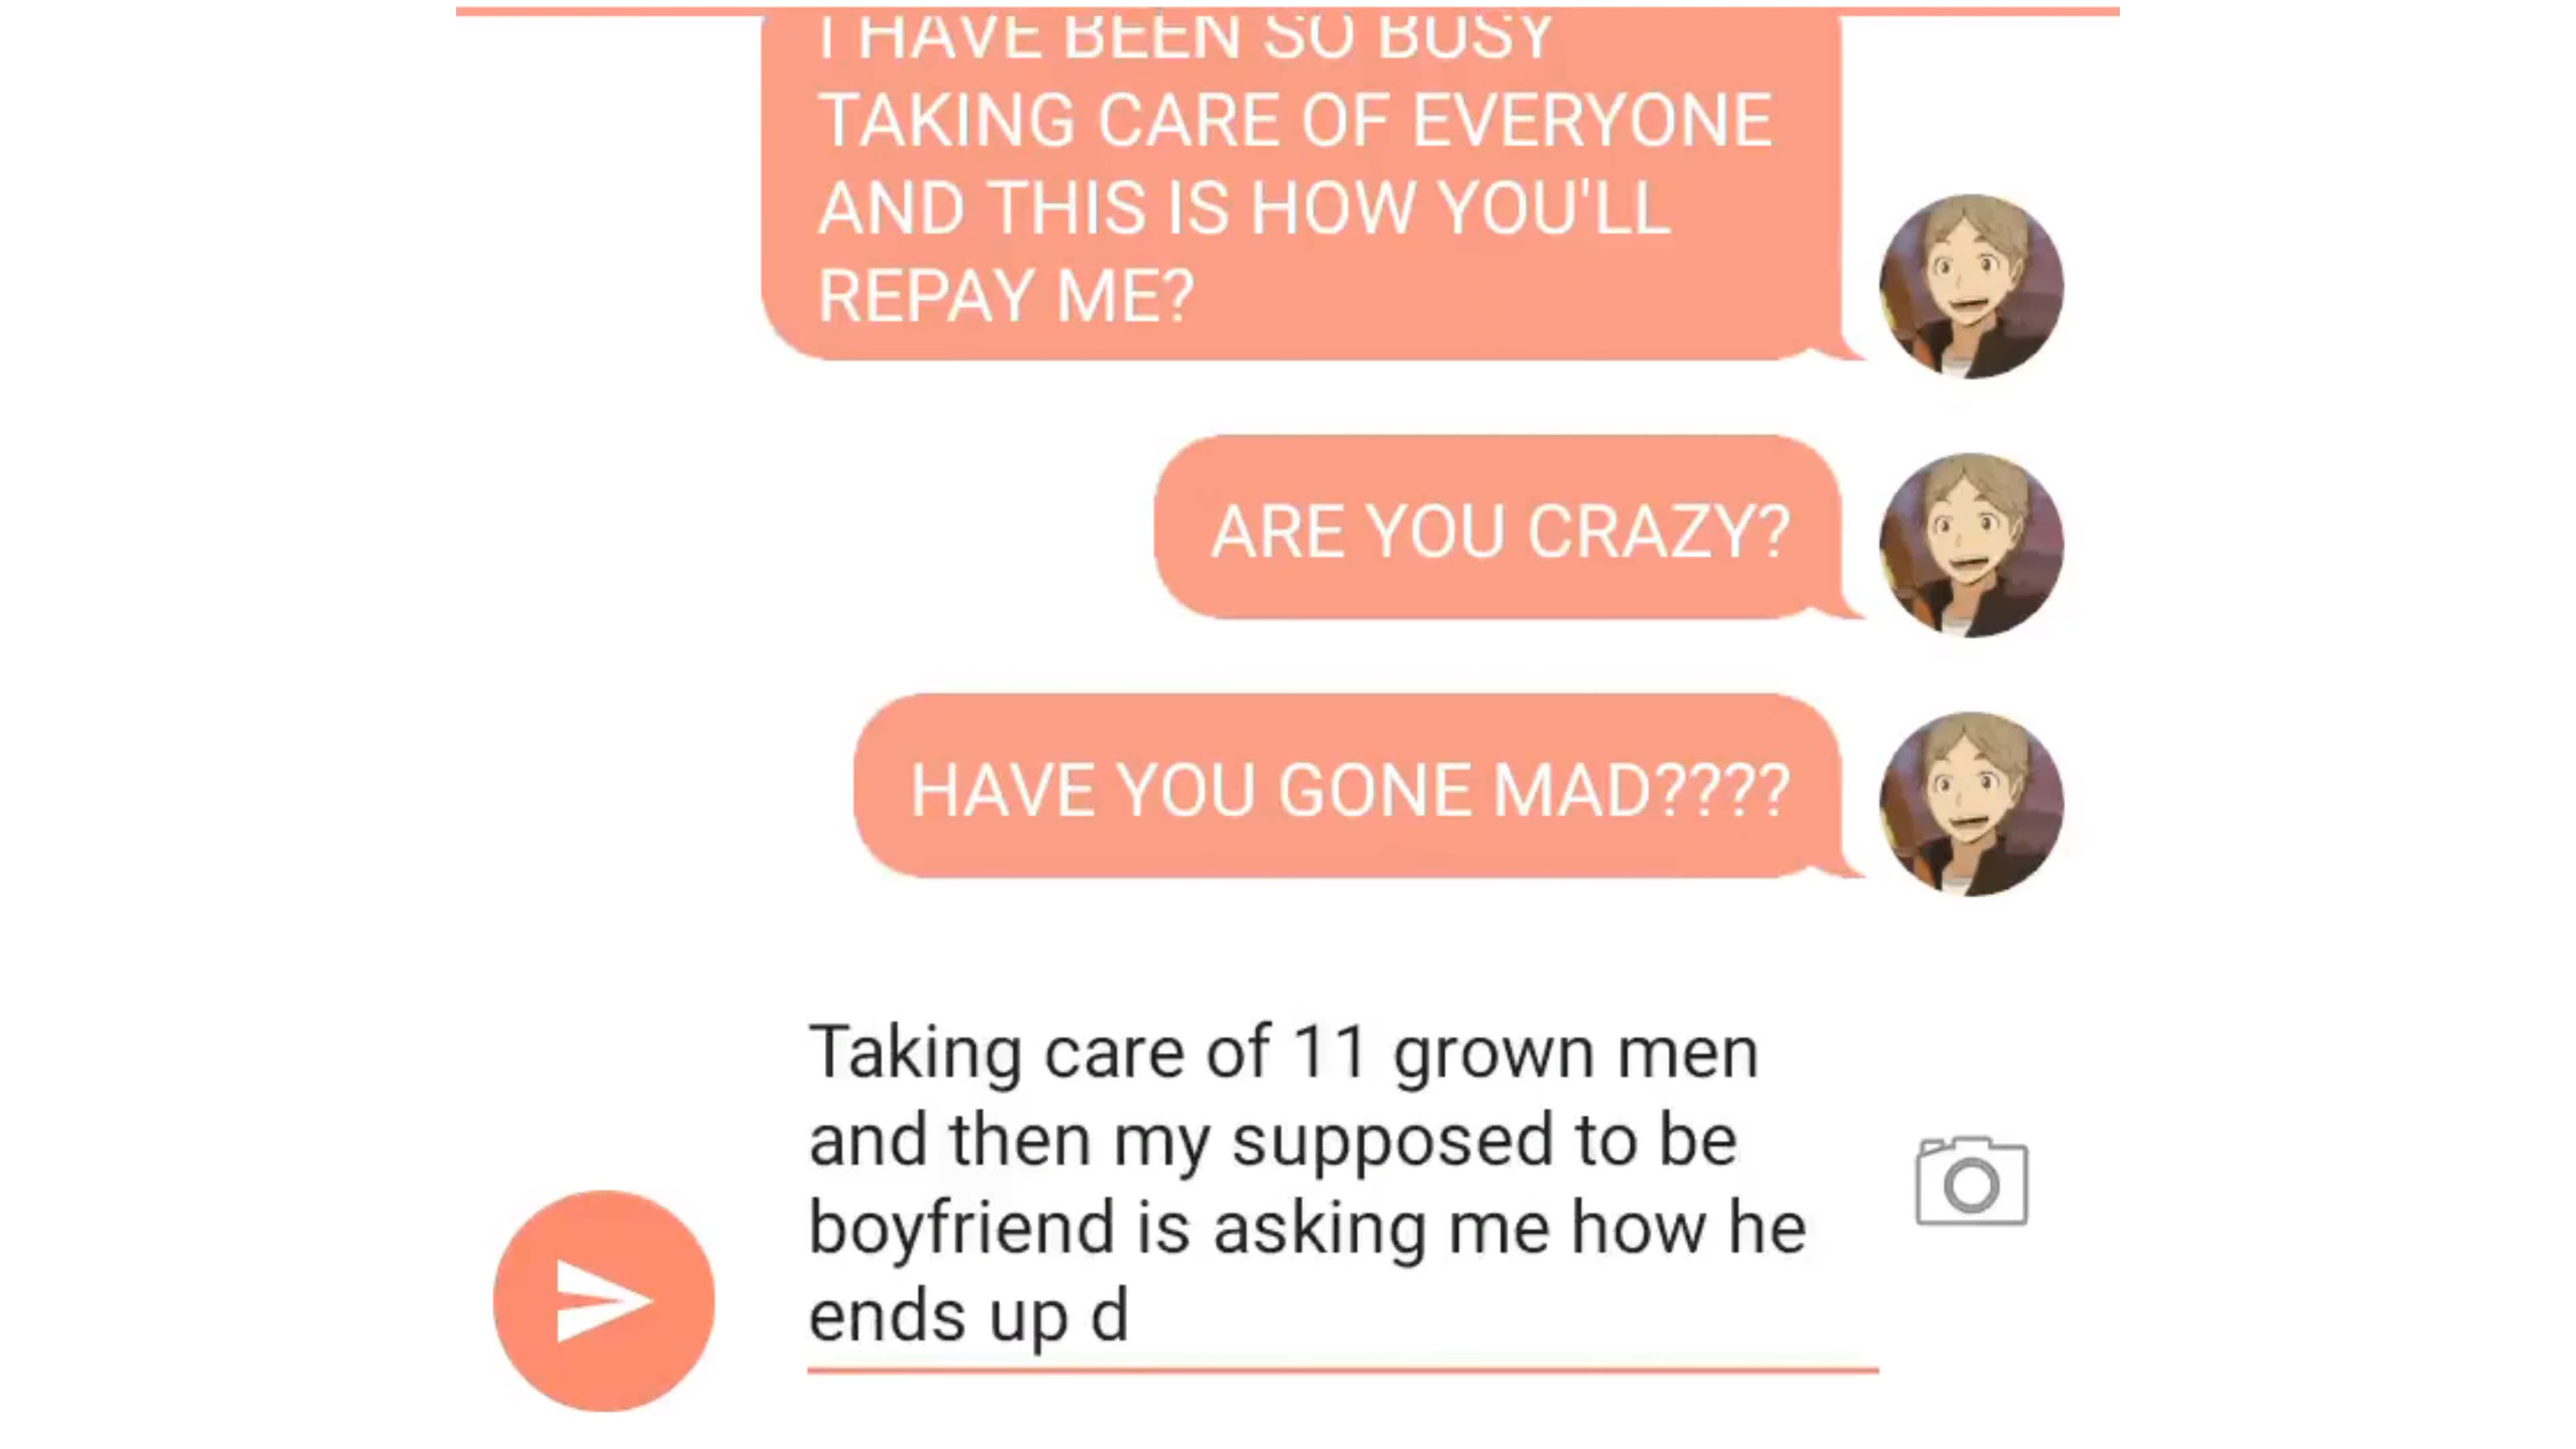 I HAVE BEEN SO BUSY
TAKING CARE OF EVERYONE
AND THIS IS HOW YOU'LL
REPAY ME?
ARE YOU CRAZY?
HAVE YOU GONE MAD????
Taking care of 11 grown men
and then my supposed to be
boyfriend is asking me how he
ends up d